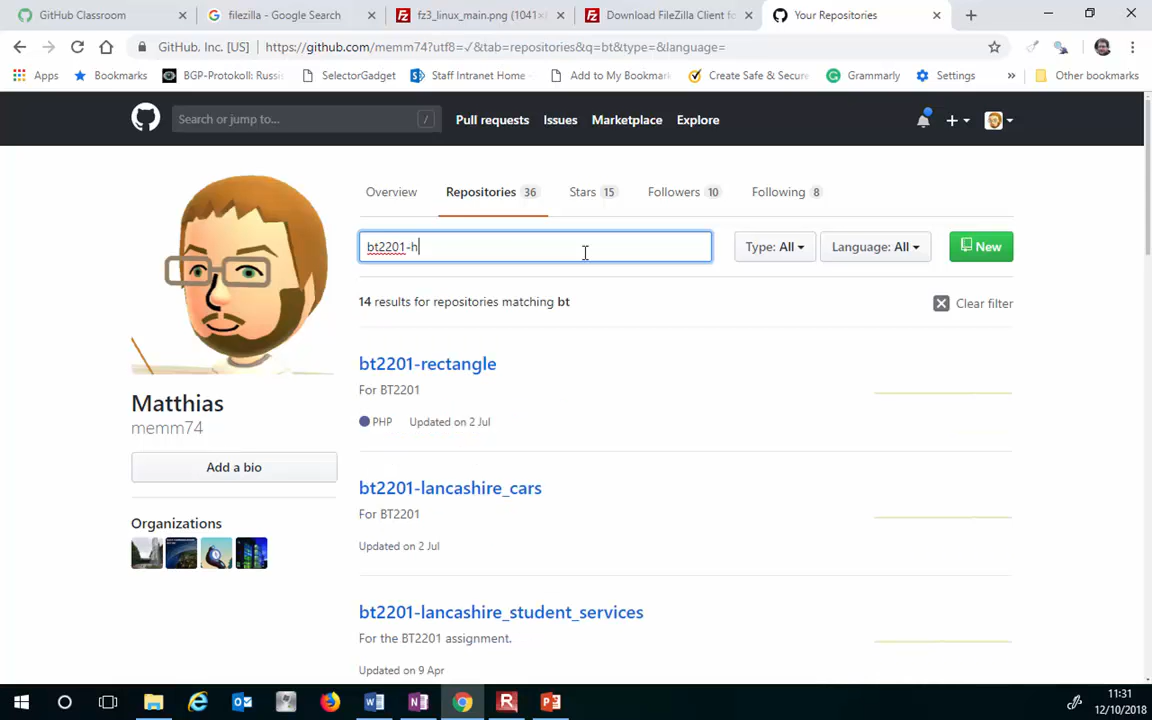 GitHub Classroom
filezilla - Google Search
fz3_linux_main.png (1041×
Download FileZilla Client fo
Your Repositories
GitHub, Inc. [US]
https://github.com/memm74?utf8=✓&tab=repositories&q=bt&type=&language=
Apps
Bookmarks
BGP-Protokoll: Russi
SelectorGadget
Staff Intranet Home -
Add to My Bookmark
Create Safe & Secure
Grammarly
Settings
»
Other bookmarks
Search or jump to...
/
Pull requests
Issues
Marketplace
Explore
Overview
Repositories 36
Stars 15
Followers 10
Following 8
bt2201-h
Type: All
Language: All
New
14 results for repositories matching bt
Clear filter
bt2201-rectangle
For BT2201
PHP
Updated on 2 Jul
Matthias
memm74
Add a bio
Organizations
bt2201-lancashire_cars
For BT2201
Updated on 2 Jul
bt2201-lancashire_student_services
For the BT2201 assignment.
Updated on 9 Apr
11:31
12/10/2018